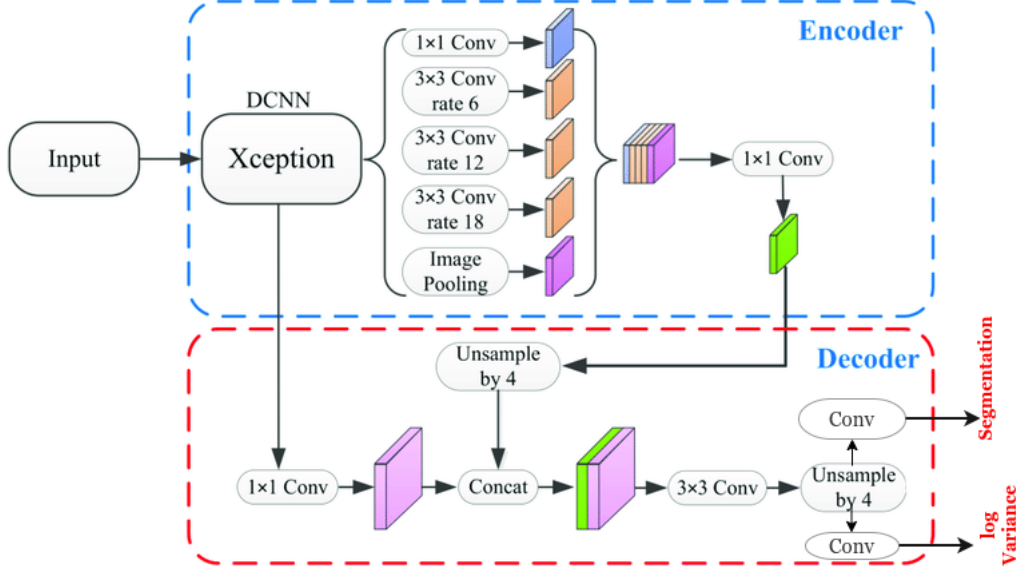 Encoder
1×1 Conv
3×3 Conv
rate 6
DCNN
Input
Xception
3×3 Conv
rate 12
1×1 Conv
3×3 Conv
rate 18
Image
Pooling
Decoder
Unsample
by 4
Segmentation
Conv
1×1 Conv
Concat
3×3 Conv
Unsample
by 4
Conv
log
Variance